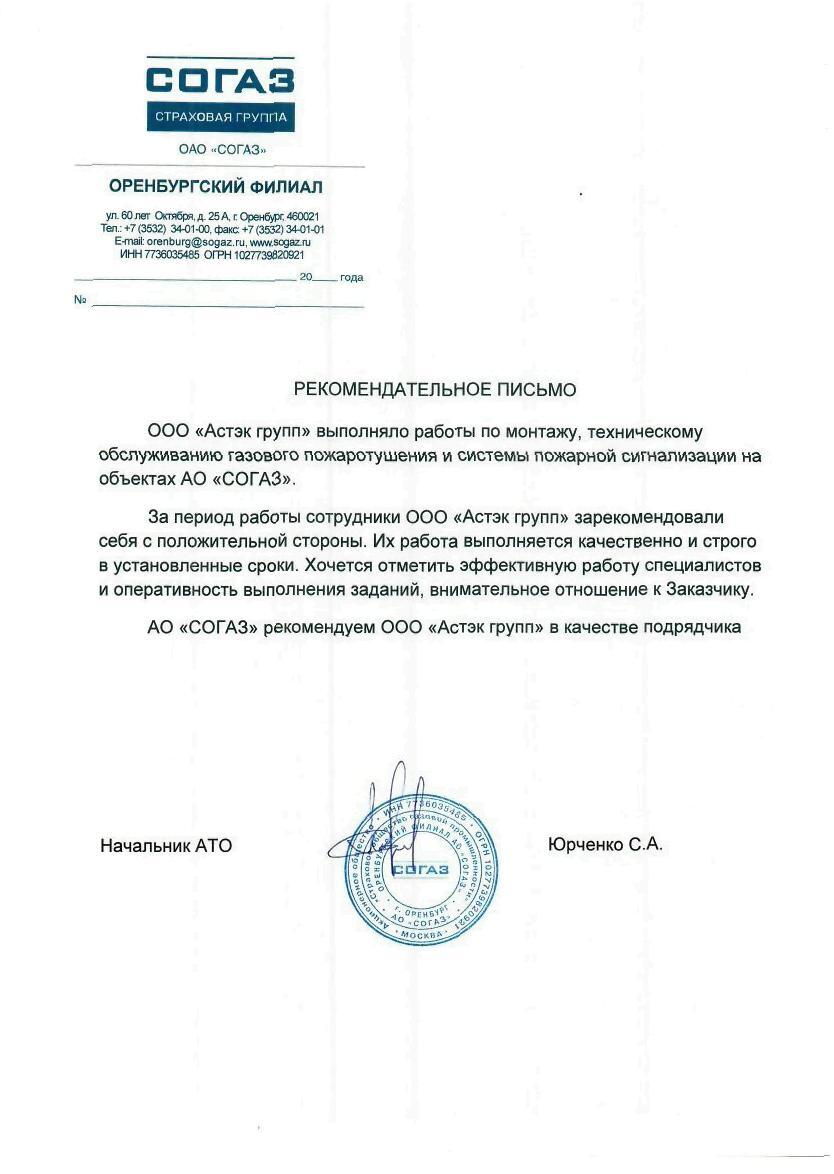 СОГАЗ
СТРАХОВАЯ ГРУППА
ОАО «СОГАЗ»
ОРЕНБУРГСКИЙ ФИЛИАЛ
ул. 60 лет Октября, д. 25 А, г. Оренбург, 460021
Тел.: +7 (3532) 34-01-00, факс: +7 (3532) 34-01-01
E-mail: orenburg@sogaz.ru, www.sogaz.ru
ИНН 7736035485 ОГРН 1027739820921
20 года
№
РЕКОМЕНДАТЕЛЬНОЕ ПИСЬМО
ООО «Астэк групп» выполняло работы по монтажу, техническому
обслуживанию газового пожаротушения и системы пожарной сигнализации на
объектах АО «СОГАЗ».
За период работы сотрудники ООО «Астэк групп» зарекомендовали
себя с положительной стороны. Их работа выполняется качественно и строго
в установленные сроки. Хочется отметить эффективную работу специалистов
и оперативность выполнения заданий, внимательное отношение к Заказчику.
АО «СОГАЗ» рекомендуем ООО «Астэк групп» в качестве подрядчика
Начальник АТО
Юрченко С.А.
Акционерное общество • ИНН 7736035485 • ОГРН 1027739820921
• МОСКВА •
«Страховое общество газовой промышленности»
ОРЕНБУРГСКИЙ ФИЛИАЛ АО «СОГАЗ»
СОГАЗ
г. ОРЕНБУРГ
АО «СОГАЗ»